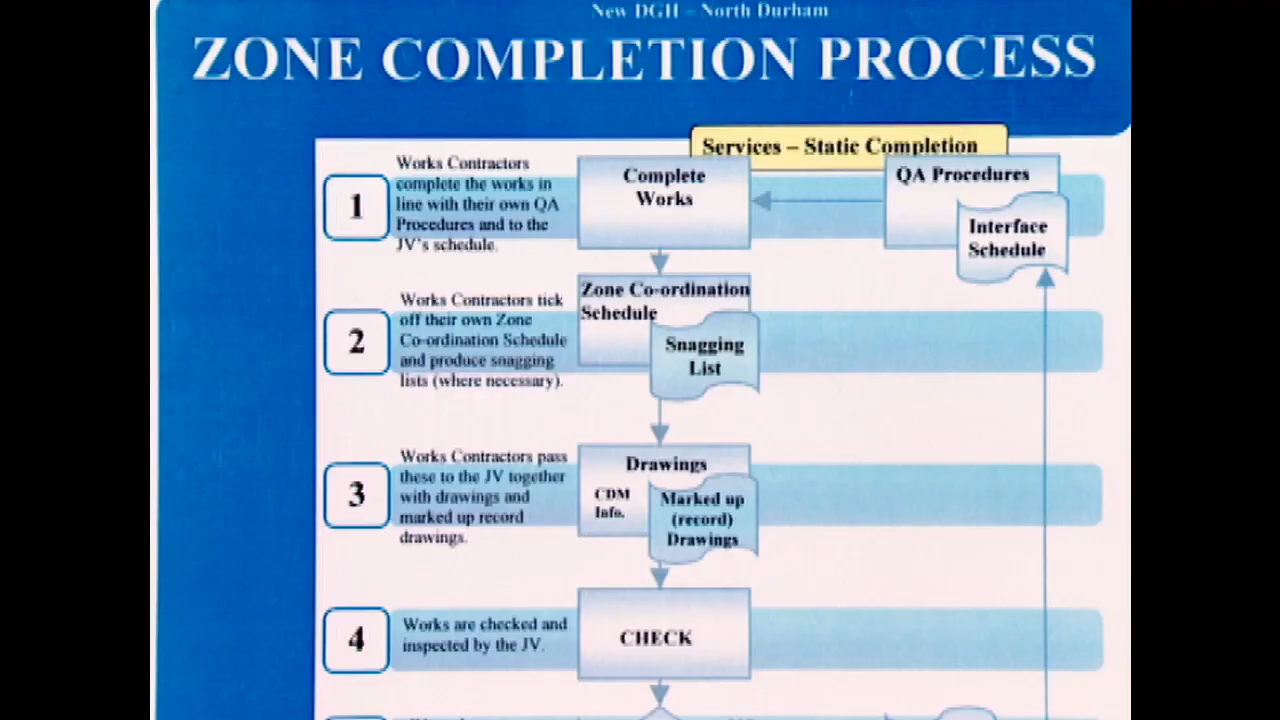 New DGH – North Durham
ZONE COMPLETION PROCESS
Services – Static Completion
1
Works Contractors
complete the works in
line with their own QA
Procedures and to the
JV's schedule.
Complete
Works
QA Procedures
Interface
Schedule
2
Works Contractors tick
off their own Zone
Co-ordination Schedule
and produce snagging
lists (where necessary).
Zone Co-ordination
Schedule
Snagging
List
3
Works Contractors pass
these to the JV together
with drawings and
marked up record
drawings.
Drawings
CDM
Info.
Marked up
(record)
Drawings
4
Works are checked and
inspected by the JV.
CHECK